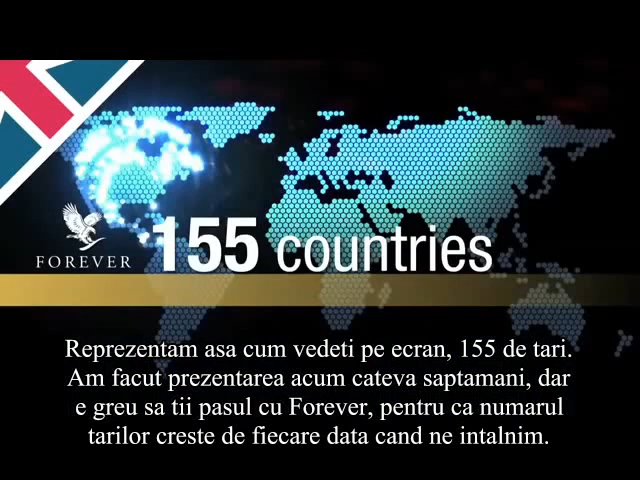 155 countries
FOREVER
Reprezentam asa cum vedeti pe ecran, 155 de tari.
Am facut prezentarea acum cateva saptamani, dar
e greu sa tii pasul cu Forever, pentru ca numarul
tarilor creste de fiecare data cand ne intalnim.